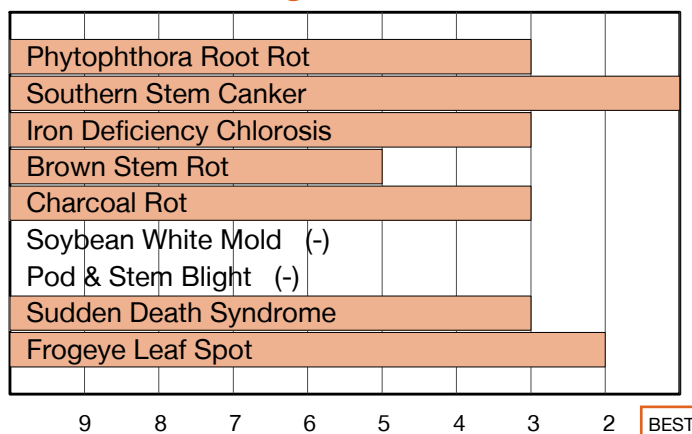 Phytophthora Root Rot
Southern Stem Canker
Iron Deficiency Chlorosis
Brown Stem Rot
Charcoal Rot
Soybean White Mold (-)
Pod & Stem Blight (-)
Sudden Death Syndrome
Frogeye Leaf Spot
9 8 7 6 5 4 3 2 BEST